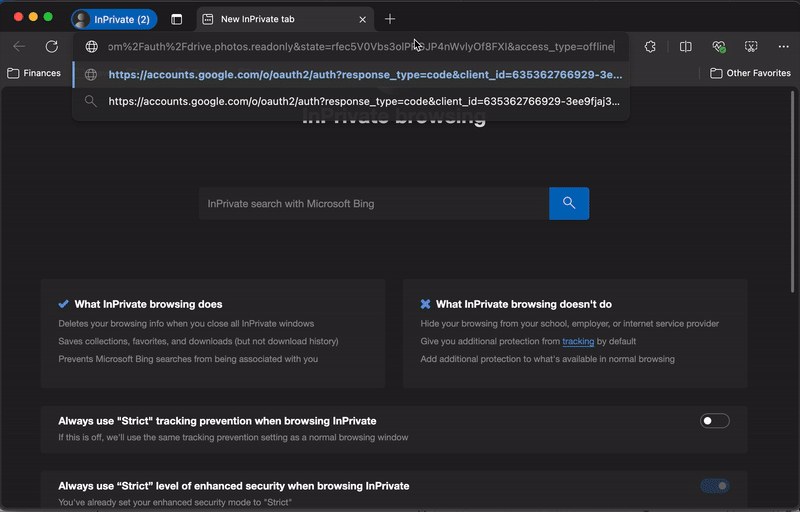 InPrivate (2)
New InPrivate tab
om%2Fauth%2Fdrive.photos.readonly&state=rfec5V0Vbs3olP JP4nWvlyOf8FXl&access_type=offline
Finances
https://accounts.google.com/o/oauth2/auth?response_type=code&client_id=635362766929-3e...
Other Favorites
https://accounts.google.com/o/oauth2/auth?response_type=code&client_id=635362766929-3ee9fjaj3...
InPrivate browsing
InPrivate search with Microsoft Bing
What InPrivate browsing does
Deletes your browsing info when you close all InPrivate windows
Saves collections, favorites, and downloads (but not download history)
Prevents Microsoft Bing searches from being associated with you
What InPrivate browsing doesn't do
Hide your browsing from your school, employer, or internet service provider
Give you additional protection from tracking by default
Add additional protection to what's available in normal browsing
Always use "Strict" tracking prevention when browsing InPrivate
If this is off, we'll use the same tracking prevention setting as a normal browsing window
Always use “Strict” level of enhanced security when browsing InPrivate
You've already set your enhanced security mode to "Strict"